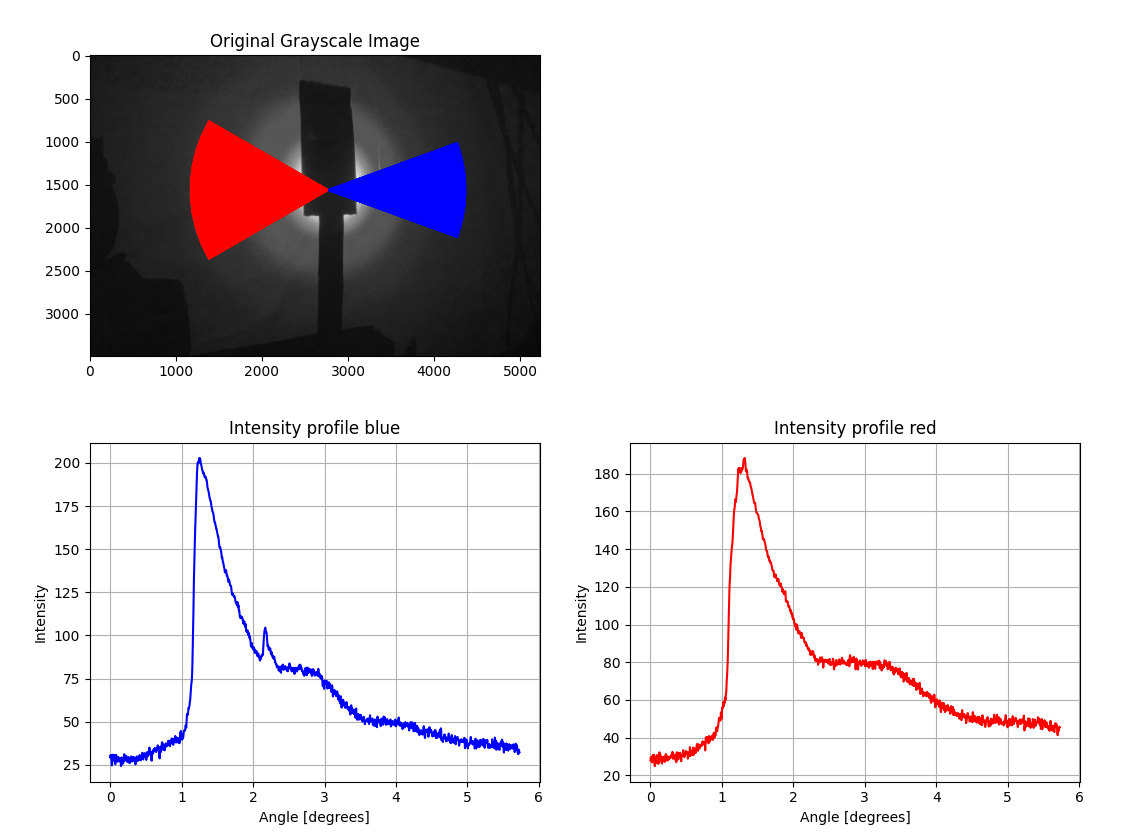 Original Grayscale Image
0
500
1000
1500
2000
2500
3000
0 1000 2000 3000 4000 5000
Intensity profile blue
200
175
150
125
100
75
50
25
Intensity
0 1 2 3 4 5 6
Angle [degrees]
Intensity profile red
180
160
140
120
100
80
60
40
20
Intensity
0 1 2 3 4 5 6
Angle [degrees]